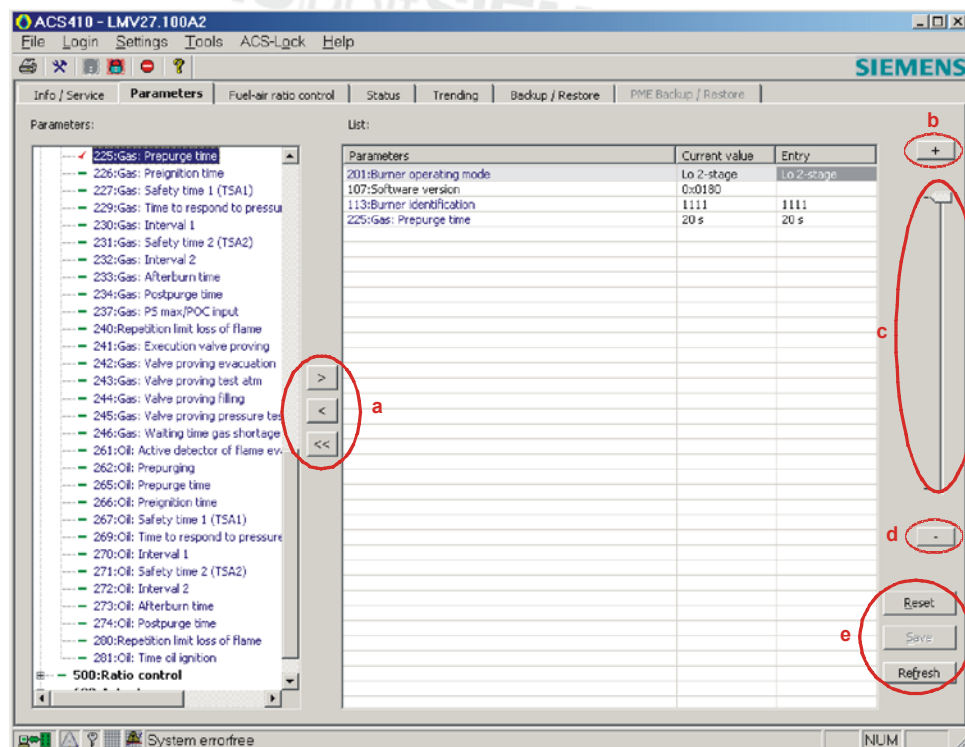 ACS410 - LMV27.100A2
File Login Settings Tools ACS-Lock Help
SIEMENS
Info / Service Parameters Fuel-air ratio control Status Trending Backup / Restore PME Backup / Restore
Parameters:
225:Gas: Prepurge time
226:Gas: Preignition time
227:Gas: Safety time 1 (TSA1)
229:Gas: Time to respond to pressu
230:Gas: Interval 1
231:Gas: Safety time 2 (TSA2)
232:Gas: Interval 2
233:Gas: Afterburn time
234:Gas: Postpurge time
237:Gas: PS max/POC input
240:Repetition limit loss of flame
241:Gas: Execution valve proving
242:Gas: Valve proving evacuation
243:Gas: Valve proving test atm
244:Gas: Valve proving filling
245:Gas: Valve proving pressure tes
246:Gas: Waiting time gas shortage
261:Oil: Active detector of flame ev
262:Oil: Prepurging
265:Oil: Prepurge time
266:Oil: Preignition time
267:Oil: Safety time 1 (TSA1)
269:Oil: Time to respond to pressure
270:Oil: Interval 1
271:Oil: Safety time 2 (TSA2)
272:Oil: Interval 2
273:Oil: Afterburn time
274:Oil: Postpurge time
280:Repetition limit loss of flame
281:Oil: Time oil ignition
500:Ratio control
>
<
<<
a
List:
Parameters Current value Entry
201:Burner operating mode Lo 2-stage Lo 2-stage
107:Software version 0x0180
113:Burner identification 1111 1111
225:Gas: Prepurge time 20 s 20 s
b
+
c
d
-
e
Reset
Save
Refresh
System errorfree NUM